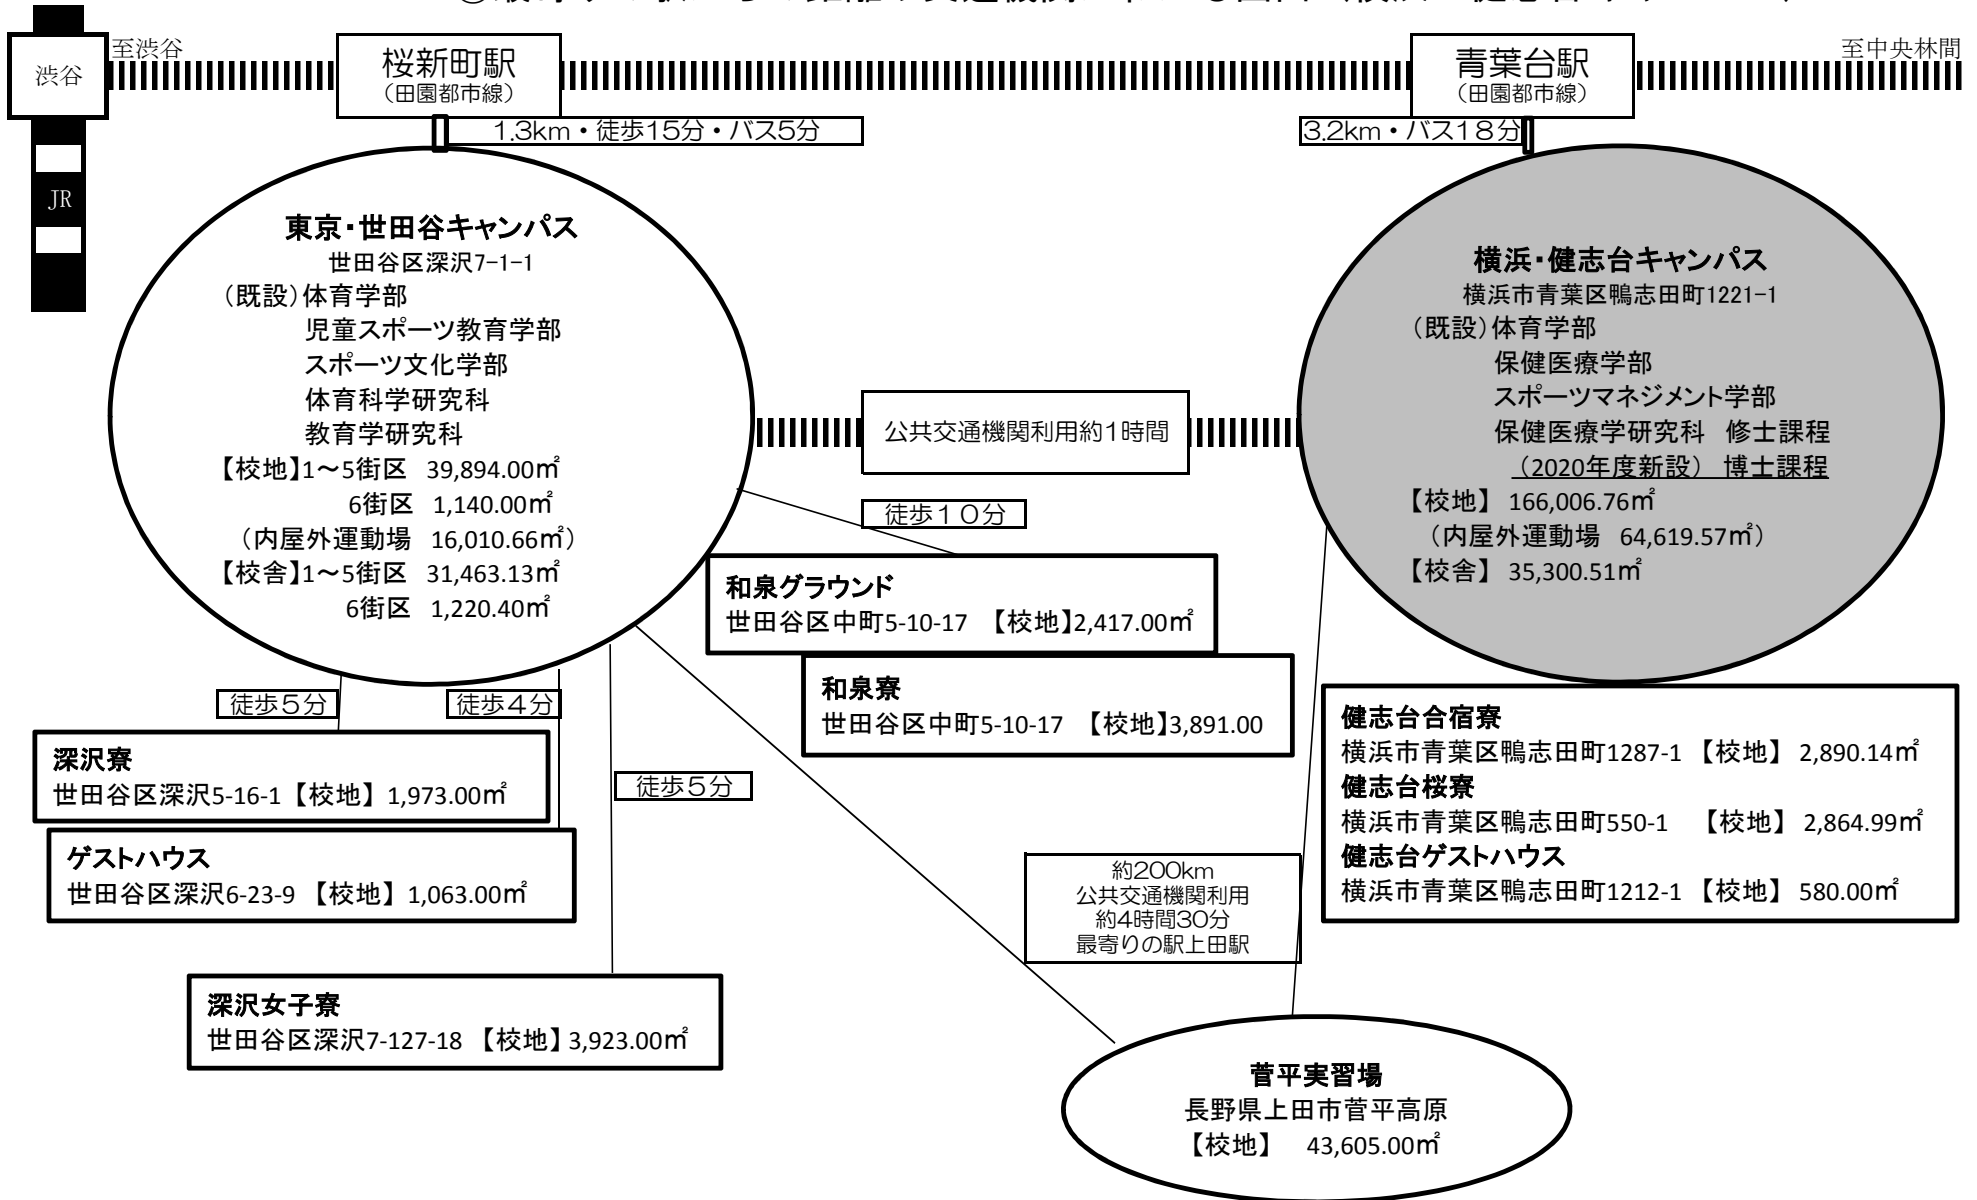 渋谷
至渋谷
桜新町駅
（田園都市線）
青葉台駅
（田園都市線）
至中央林間
1.3km・徒歩15分・バス5分
3.2km・バス18分
JR
東京・世田谷キャンパス
世田谷区深沢7-1-1
（既設）体育学部
児童スポーツ教育学部
スポーツ文化学部
体育科学研究科
教育学研究科
【校地】1～5街区 39,894.00㎡
6街区 1,140.00㎡
（内屋外運動場 16,010.66㎡）
【校舎】1～5街区 31,463.13㎡
6街区 1,220.40㎡
公共交通機関利用約1時間
横浜・健志台キャンパス
横浜市青葉区鴨志田町1221-1
（既設）体育学部
保健医療学部
スポーツマネジメント学部
保健医療学研究科 修士課程
（2020年度新設） 博士課程
【校地】 166,006.76㎡
（内屋外運動場 64,619.57㎡）
【校舎】 35,300.51㎡
徒歩１０分
和泉グラウンド
世田谷区中町5-10-17 【校地】2,417.00㎡
和泉寮
世田谷区中町5-10-17 【校地】3,891.00
徒歩５分
徒歩４分
深沢寮
世田谷区深沢5-16-1 【校地】 1,973.00㎡
ゲストハウス
世田谷区深沢6-23-9 【校地】 1,063.00㎡
徒歩５分
深沢女子寮
世田谷区深沢7-127-18 【校地】 3,923.00㎡
健志台合宿寮
横浜市青葉区鴨志田町1287-1 【校地】 2,890.14㎡
健志台桜寮
横浜市青葉区鴨志田町550-1 【校地】 2,864.99㎡
健志台ゲストハウス
横浜市青葉区鴨志田町1212-1 【校地】 580.00㎡
約200km
公共交通機関利用
約4時間30分
最寄りの駅上田駅
菅平実習場
長野県上田市菅平高原
【校地】 43,605.00㎡